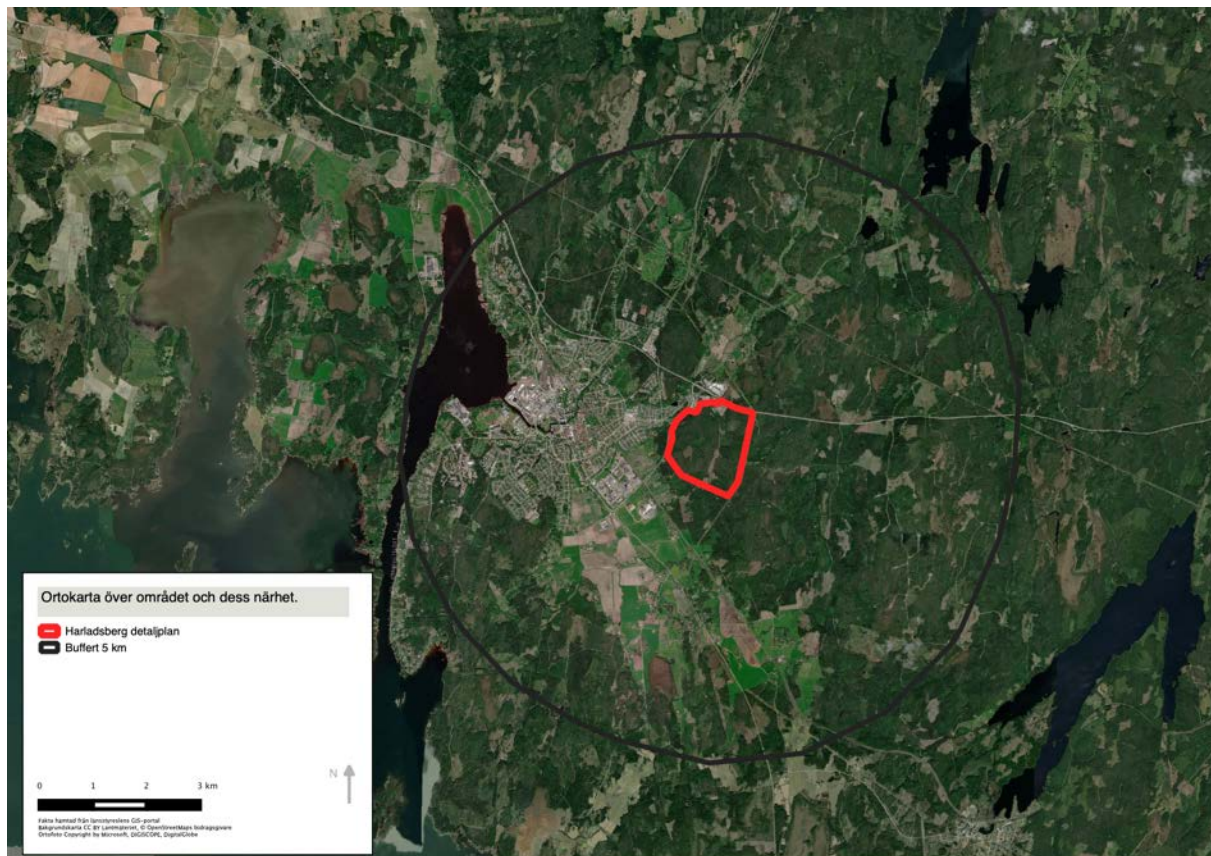 Ortokarta över området och dess närhet.
Harladsberg detaljplan
Buffert 5 km
0 1 2 3 km
N
Fakta hämtad från länsstyrelsens GIS-portal
Bakgrundskarta CC BY Lantmäteriet, © OpenStreetMaps bidragsgivare
Ortofoto Copyright by Microsoft, DigitalGlobe